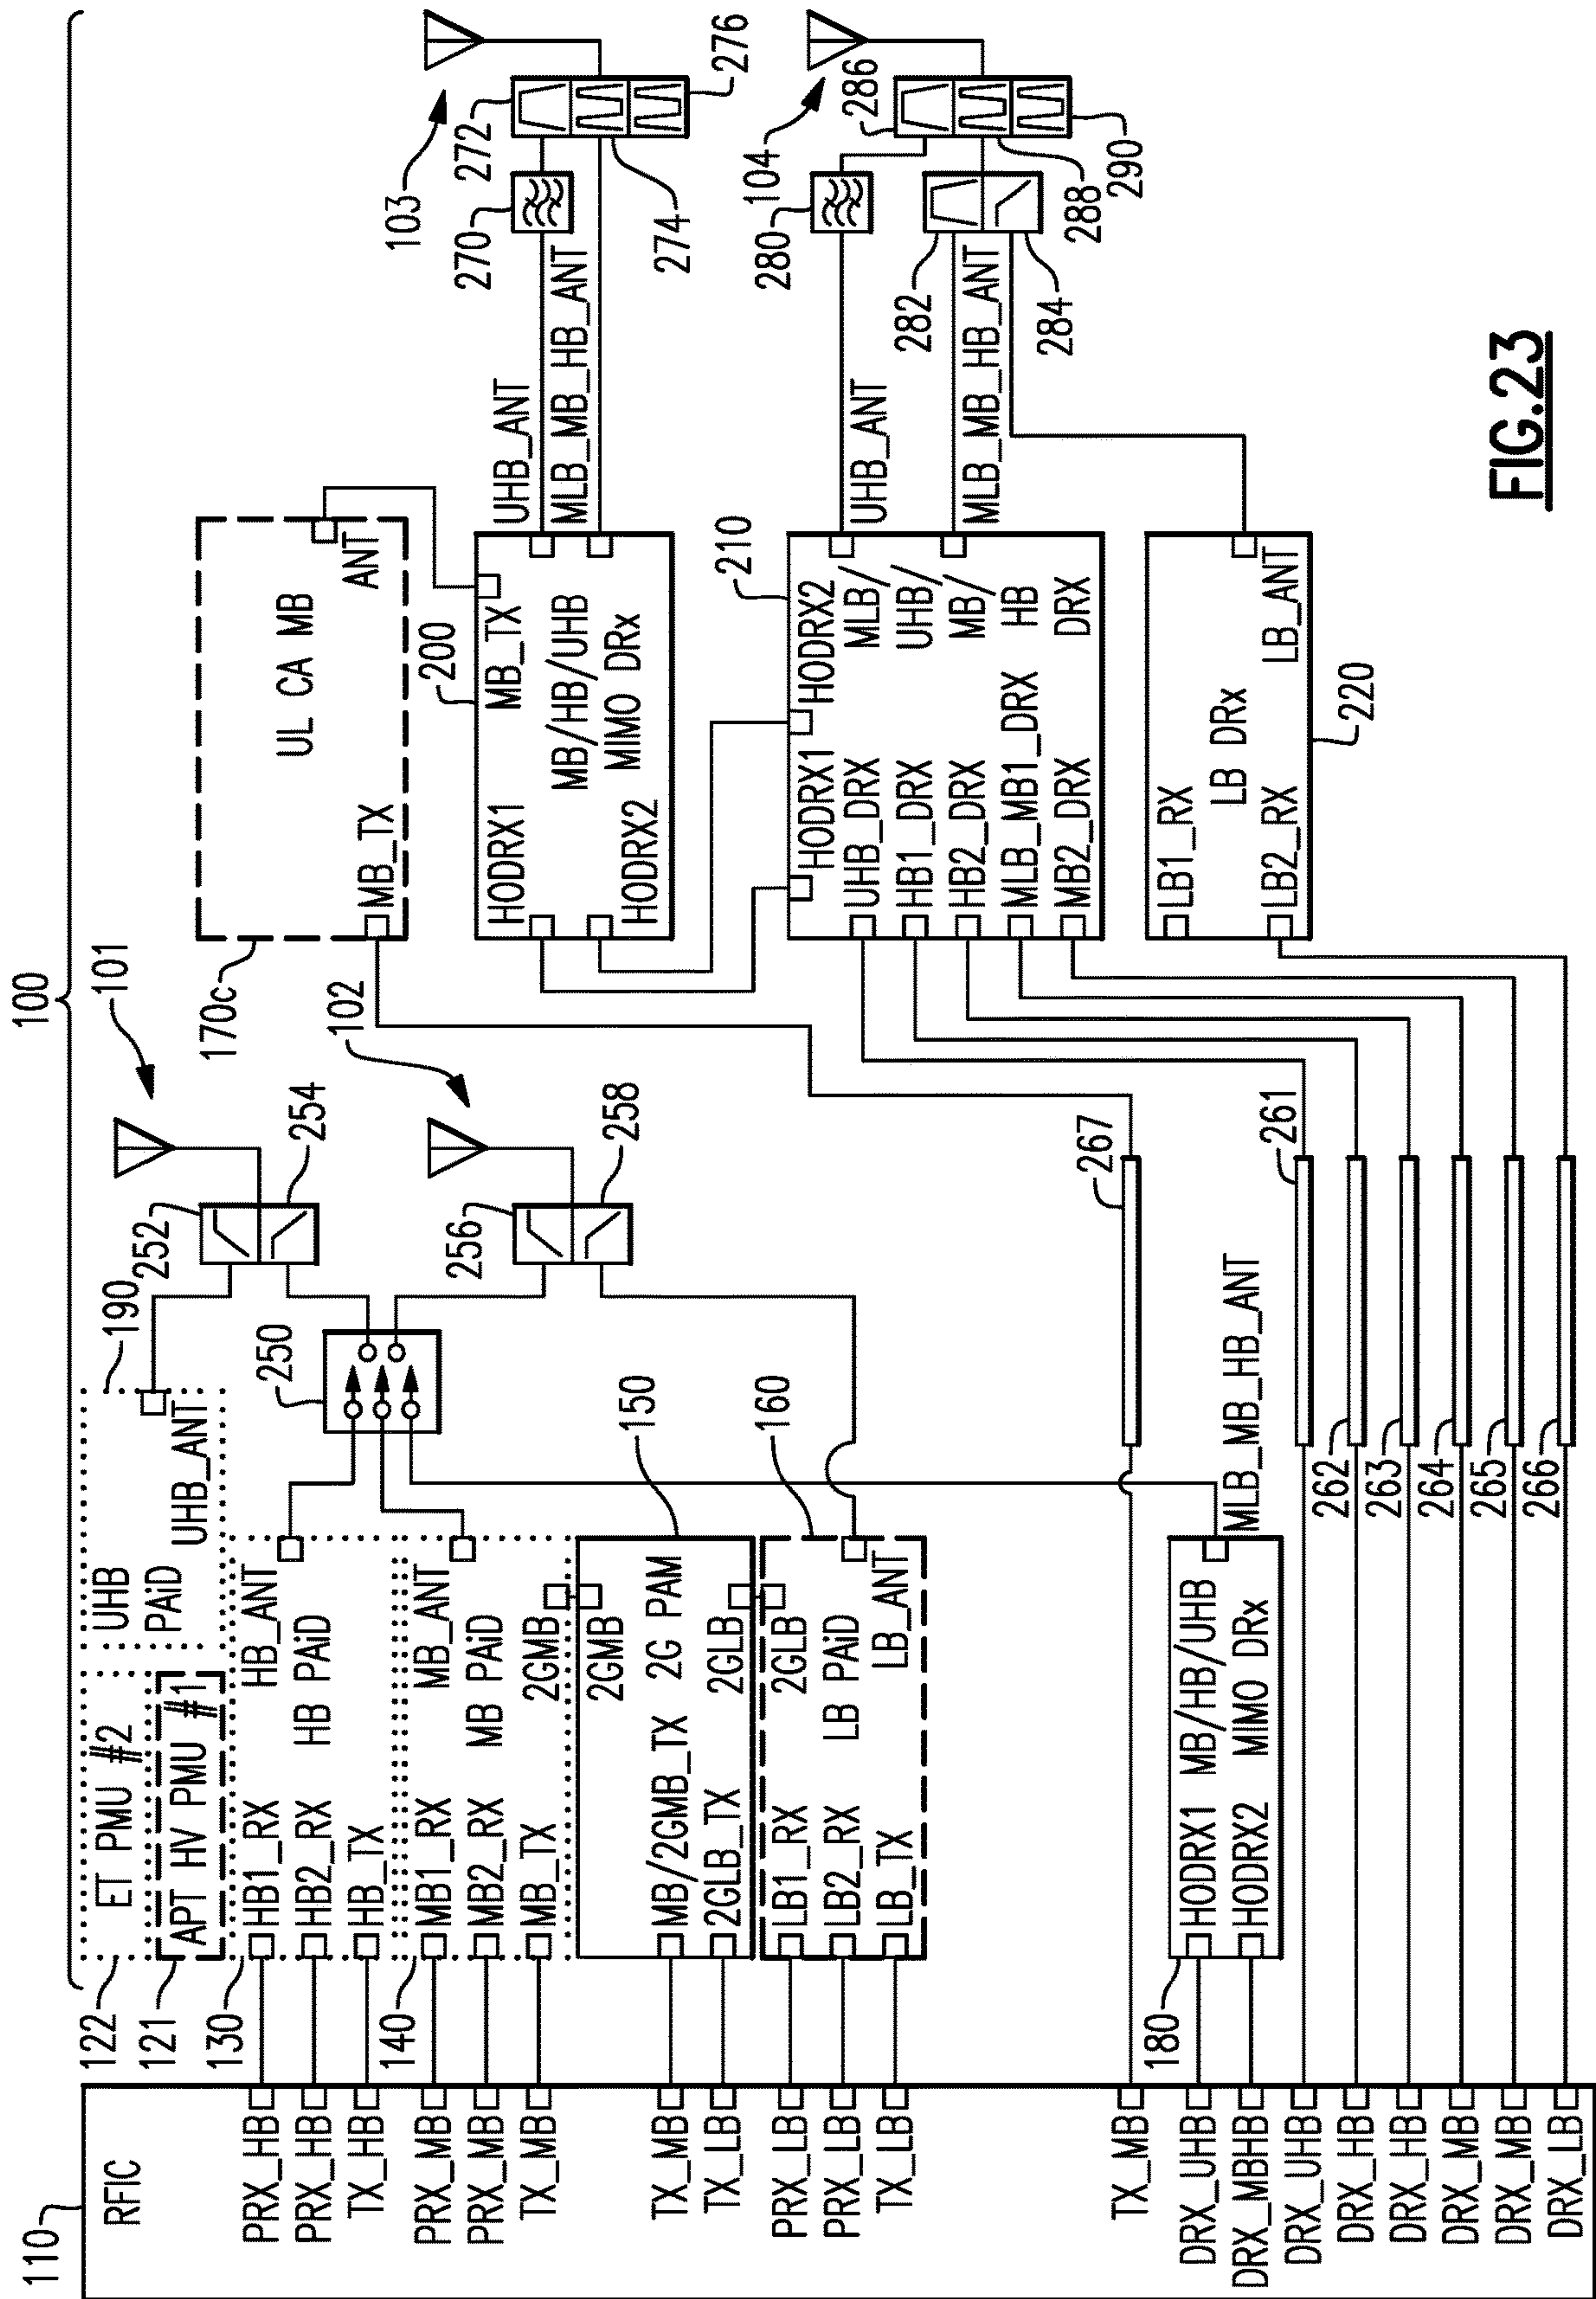 100
110
RFIC
PRX_HB
PRX_HB
TX_HB
PRX_MB
PRX_MB
TX_MB
TX_MB
TX_LB
PRX_LB
PRX_LB
TX_LB
TX_MB
DRX_UHB
DRX_MBHB
DRX_UHB
DRX_HB
DRX_HB
DRX_MB
DRX_MB
DRX_LB
122
121
130
140
180
ET PMU #2
APT HV PMU #1
UHB
PAiD
UHB_ANT
190
HB1_RX
HB2_RX
HB_TX
HB_ANT
HB PAiD
MB1_RX
MB2_RX
MB_TX
MB_ANT
MB PAiD
2GMB
2GMB
MB/2GMB_TX
2G PAM
2GLB_TX
2GLB
150
2GLB
LB1_RX
LB2_RX
LB_TX
LB PAiD
LB_ANT
160
HODRX1
HODRX2
MB/HB/UHB
MIMO DRx
MLB_MB_HB_ANT
250
252
254
101
256
258
102
267
261
262
263
264
265
266
170c
UL CA MB
MB_TX
ANT
200
HODRX1
HODRX2
MB_TX
MB/HB/UHB
MIMO DRx
UHB_ANT
MLB_MB_HB_ANT
210
HODRX1
HODRX2
UHB_DRX
HB1_DRX
HB2_DRX
MLB_MB1_DRX
MB2_DRX
MLB/
UHB/
MB/
HB
DRX
UHB_ANT
MLB_MB_HB_ANT
LB1_RX
LB DRx
LB2_RX
LB_ANT
220
103
270
272
274
276
104
280
282
284
286
288
290
FIG.23